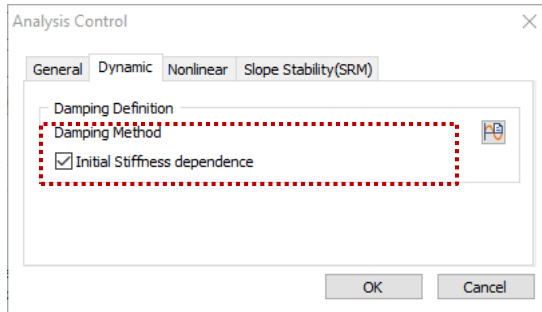 Analysis Control
General Dynamic Nonlinear Slope Stability(SRM)
Damping Definition
Damping Method
Initial Stiffness dependence
OK Cancel